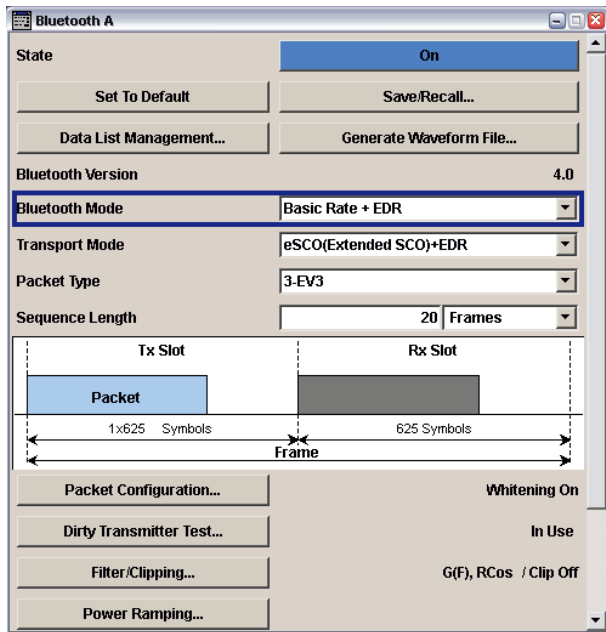 Bluetooth A
State On
Set To Default Save/Recall...
Data List Management... Generate Waveform File...
Bluetooth Version 4.0
Bluetooth Mode Basic Rate + EDR
Transport Mode eSCO(Extended SCO)+EDR
Packet Type 3-EV3
Sequence Length 20 Frames
Tx Slot Rx Slot
Packet
1x625 Symbols 625 Symbols
Frame
Packet Configuration... Whitening On
Dirty Transmitter Test... In Use
Filter/Clipping... G(F), RCos / Clip Off
Power Ramping...